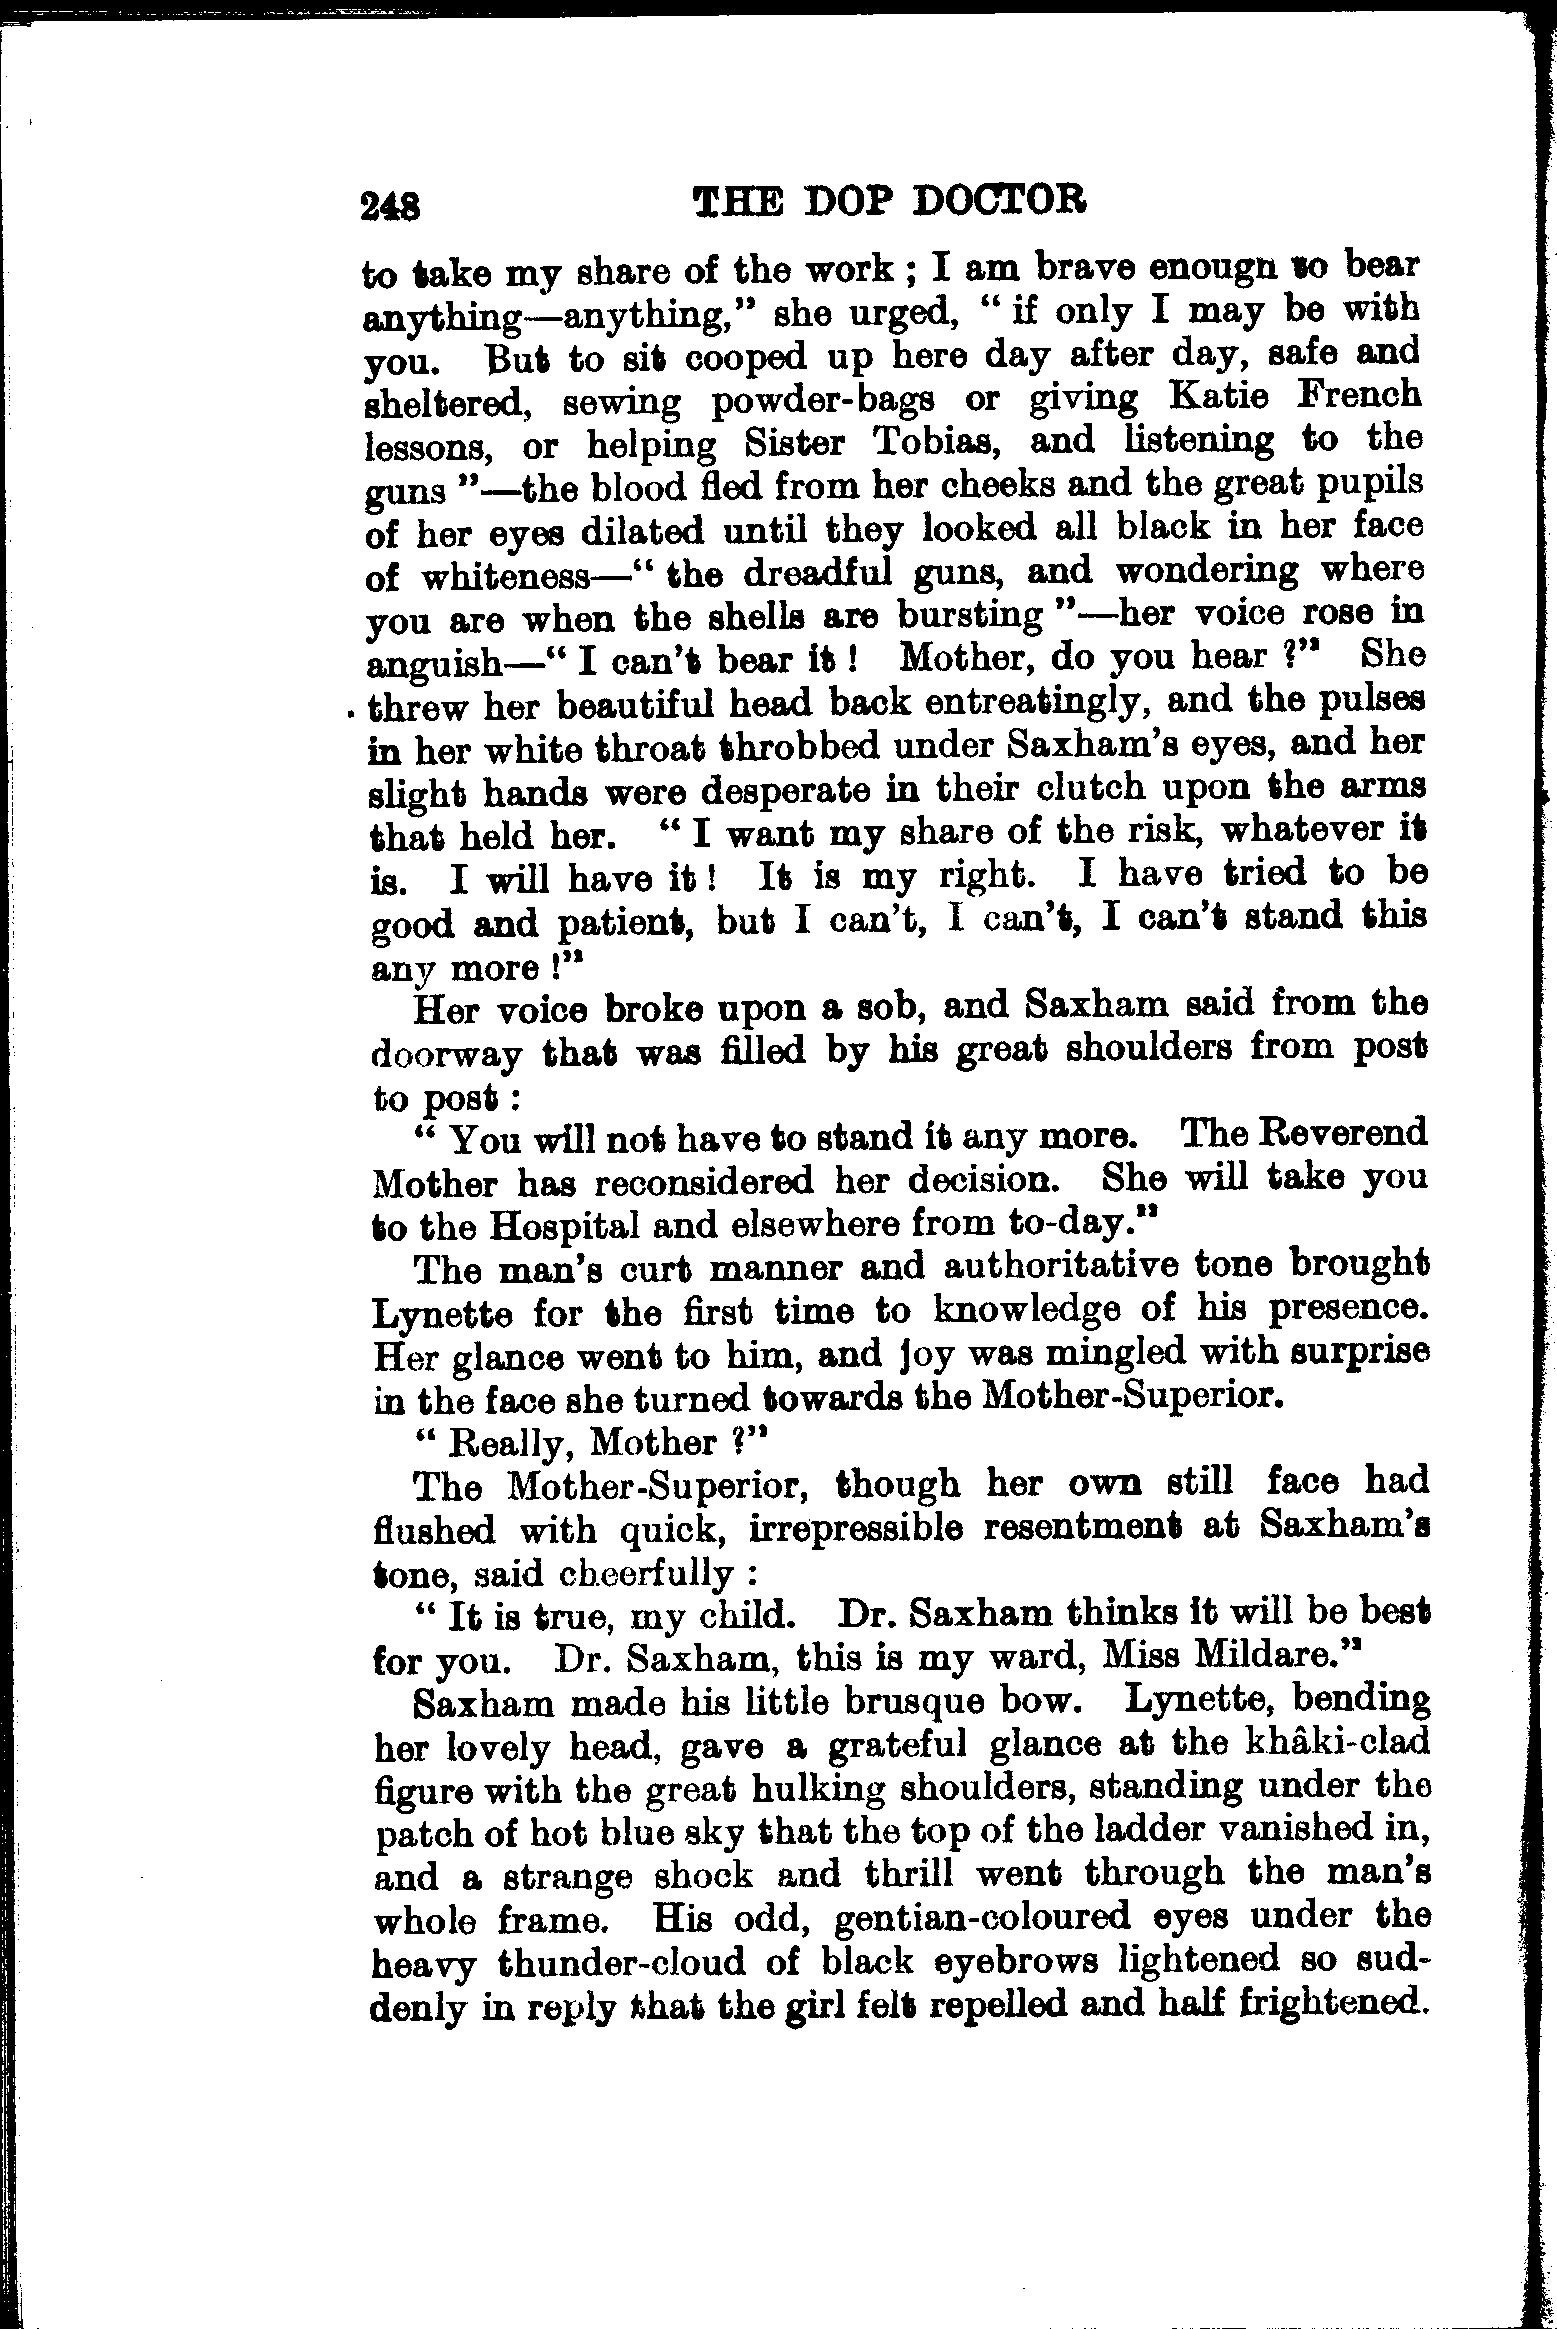 248 THE DOP DOCTOR
to take my share of the work ; I am brave enough to bear
anything—anything,” she urged, “ if only I may be with
you. But to sit cooped up here day after day, safe and
sheltered, sewing powder-bags or giving Katie French
lessons, or helping Sister Tobias, and listening to the
guns ”—the blood fled from her cheeks and the great pupils
of her eyes dilated until they looked all black in her face
of whiteness—“ the dreadful guns, and wondering where
you are when the shells are bursting ”—her voice rose in
anguish—“ I can’t bear it ! Mother, do you hear ?” She
threw her beautiful head back entreatingly, and the pulses
in her white throat throbbed under Saxham’s eyes, and her
slight hands were desperate in their clutch upon the arms
that held her. “ I want my share of the risk, whatever it
is. I will have it ! It is my right. I have tried to be
good and patient, but I can’t, I can’t, I can’t stand this
any more !”
Her voice broke upon a sob, and Saxham said from the
doorway that was filled by his great shoulders from post
to post :
“ You will not have to stand it any more. The Reverend
Mother has reconsidered her decision. She will take you
to the Hospital and elsewhere from to-day.”
The man’s curt manner and authoritative tone brought
Lynette for the first time to knowledge of his presence.
Her glance went to him, and joy was mingled with surprise
in the face she turned towards the Mother-Superior.
“ Really, Mother ?”
The Mother-Superior, though her own still face had
flushed with quick, irrepressible resentment at Saxham’s
tone, said cheerfully :
“ It is true, my child. Dr. Saxham thinks it will be best
for you. Dr. Saxham, this is my ward, Miss Mildare.”
Saxham made his little brusque bow. Lynette, bending
her lovely head, gave a grateful glance at the khâki-clad
figure with the great hulking shoulders, standing under the
patch of hot blue sky that the top of the ladder vanished in,
and a strange shock and thrill went through the man’s
whole frame. His odd, gentian-coloured eyes under the
heavy thunder-cloud of black eyebrows lightened so sud-
denly in reply that the girl felt repelled and half frightened.